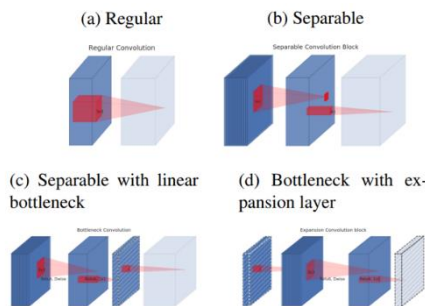 (a) Regular
(b) Separable
Regular Convolution
Separable Convolution Block
(c) Separable with linear
bottleneck
(d) Bottleneck with ex-
pansion layer
Bottleneck Convolution
Expansion Convolution block